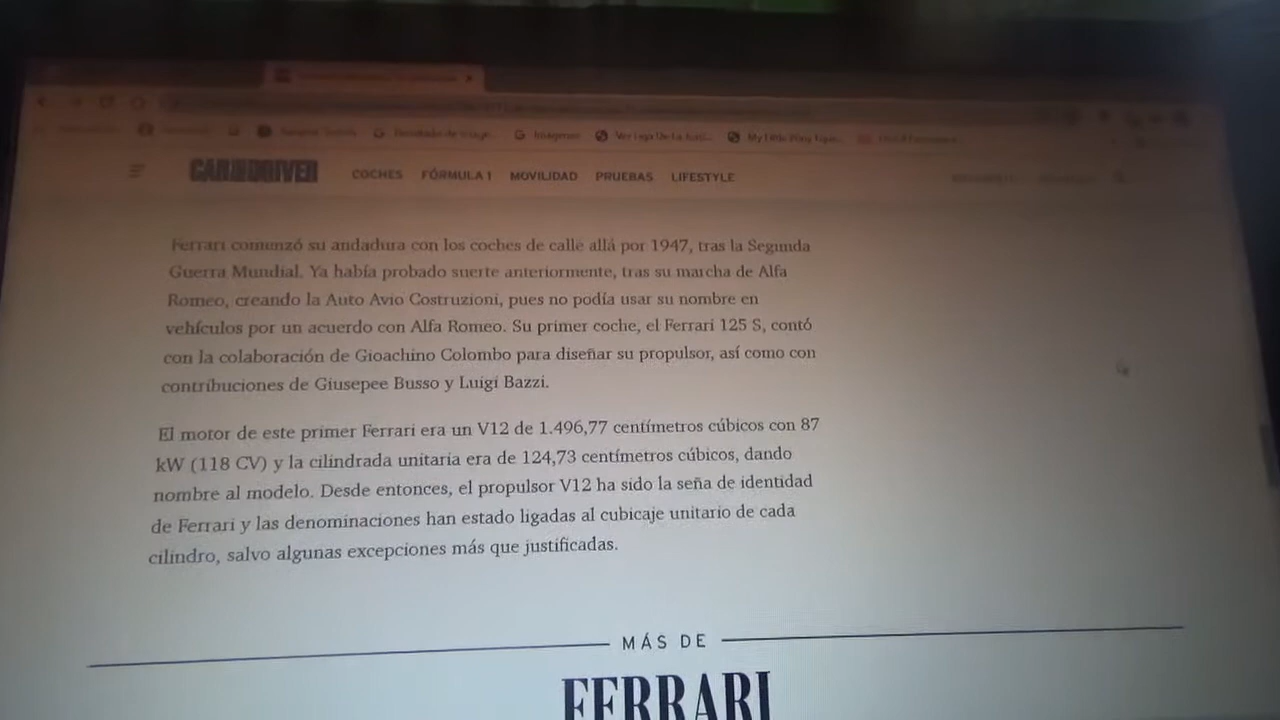 Imágenes
CAR AND DRIVER
COCHES FÓRMULA 1 MOVILIDAD PRUEBAS LIFESTYLE
Ferrari comenzó su andadura con los coches de calle allá por 1947, tras la Segunda
Guerra Mundial. Ya había probado suerte anteriormente, tras su marcha de Alfa
Romeo, creando la Auto Avio Costruzioni, pues no podía usar su nombre en
vehículos por un acuerdo con Alfa Romeo. Su primer coche, el Ferrari 125 S, contó
con la colaboración de Gioachino Colombo para diseñar su propulsor, así como con
contribuciones de Giusepee Busso y Luigi Bazzi.
El motor de este primer Ferrari era un V12 de 1.496,77 centímetros cúbicos con 87
kW (118 CV) y la cilindrada unitaria era de 124,73 centímetros cúbicos, dando
nombre al modelo. Desde entonces, el propulsor V12 ha sido la seña de identidad
de Ferrari y las denominaciones han estado ligadas al cubicaje unitario de cada
cilindro, salvo algunas excepciones más que justificadas.
MÁS DE
FERRARI